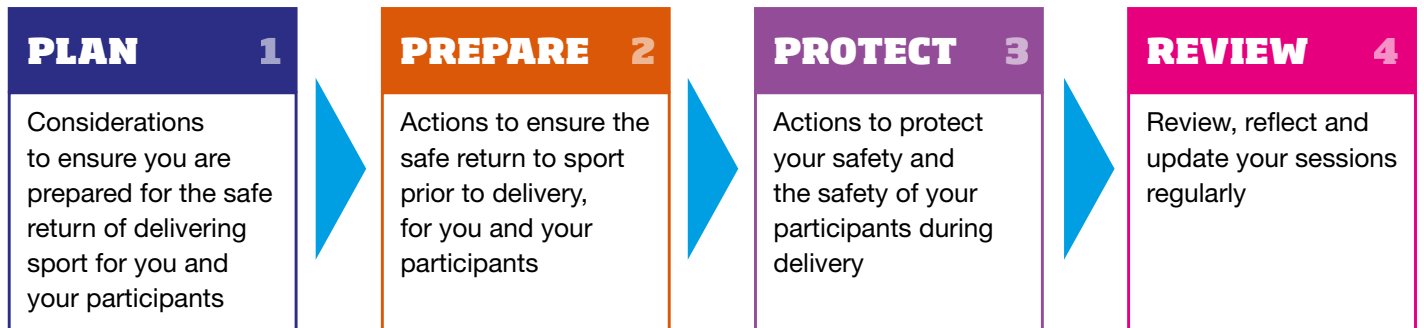 PLAN 1
Considerations
to ensure you are
prepared for the safe
return of delivering
sport for you and
your participants
PREPARE 2
Actions to ensure the
safe return to sport
prior to delivery,
for you and your
participants
PROTECT 3
Actions to protect
your safety and
the safety of your
participants during
delivery
REVIEW 4
Review, reflect and
update your sessions
regularly